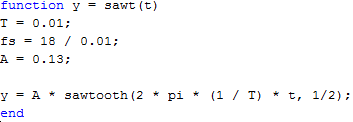 function y = sawt(t)
T = 0.01;
fs = 18 / 0.01;
A = 0.13;
y = A * sawtooth(2 * pi * (1 / T) * t, 1/2);
end